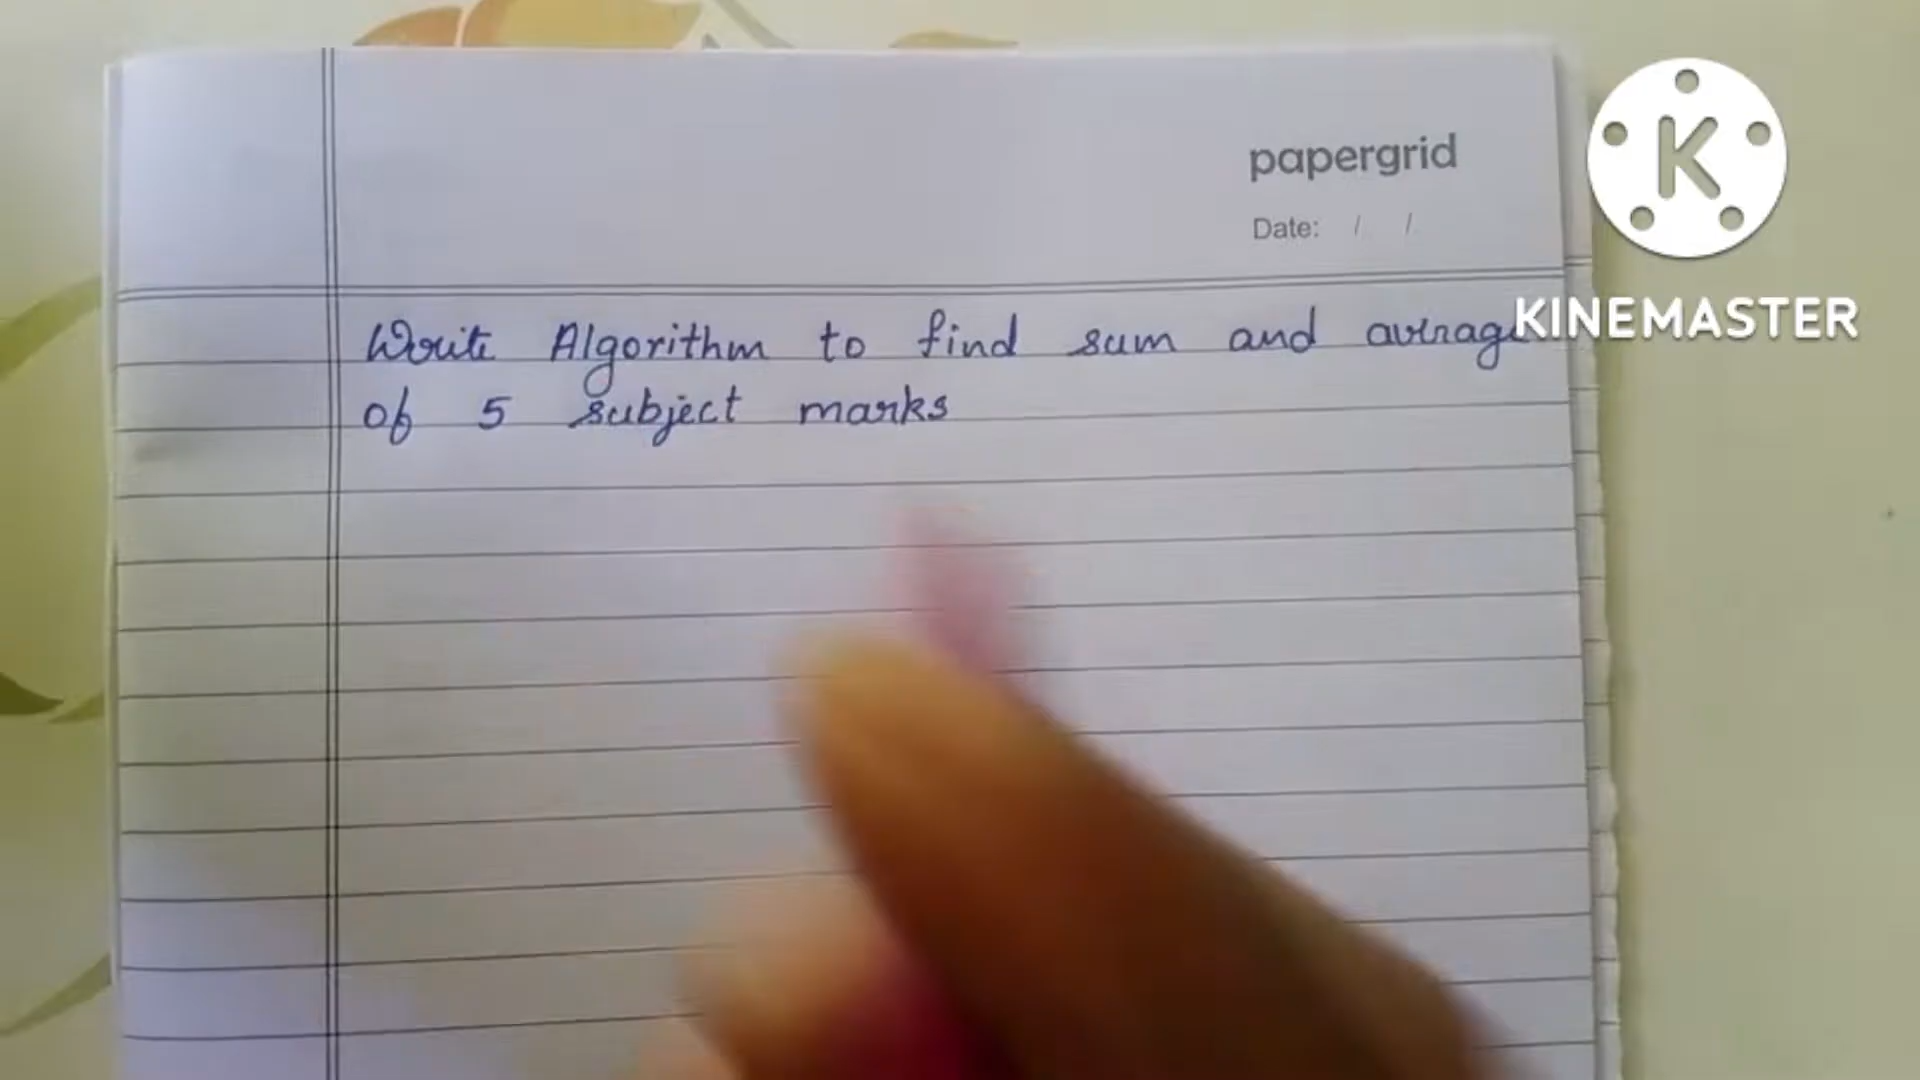 papergrid
Date: / /
Write Algorithm to find sum and average
of 5 subject marks
K
KINEMASTER